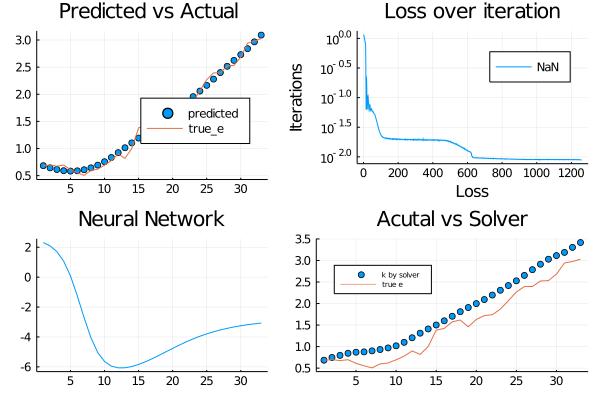 Predicted vs Actual
3.0
2.5
2.0
1.5
1.0
0.5
predicted
true_e
5 10 15 20 25 30
Loss over iteration
10^0.0
10^-0.5
10^-1.0
10^-1.5
10^-2.0
Iterations
NaN
0 200 400 600 800 1000 1200
Loss
Neural Network
2
0
-2
-4
-6
5 10 15 20 25 30
Acutal vs Solver
3.5
3.0
2.5
2.0
1.5
1.0
0.5
k by solver
true e
5 10 15 20 25 30